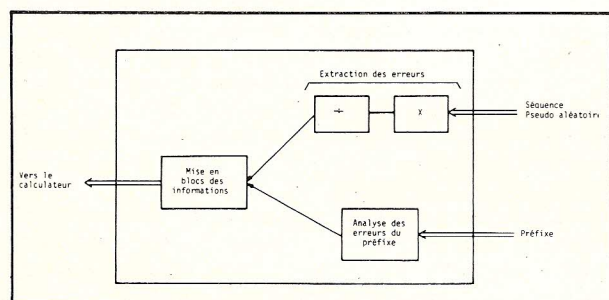 Extraction des erreurs
÷
X
Séquence
Pseudo aléatoire
Mise en
blocs des
informations
Vers le
calculateur
Analyse des
erreurs du
préfixe
Préfixe